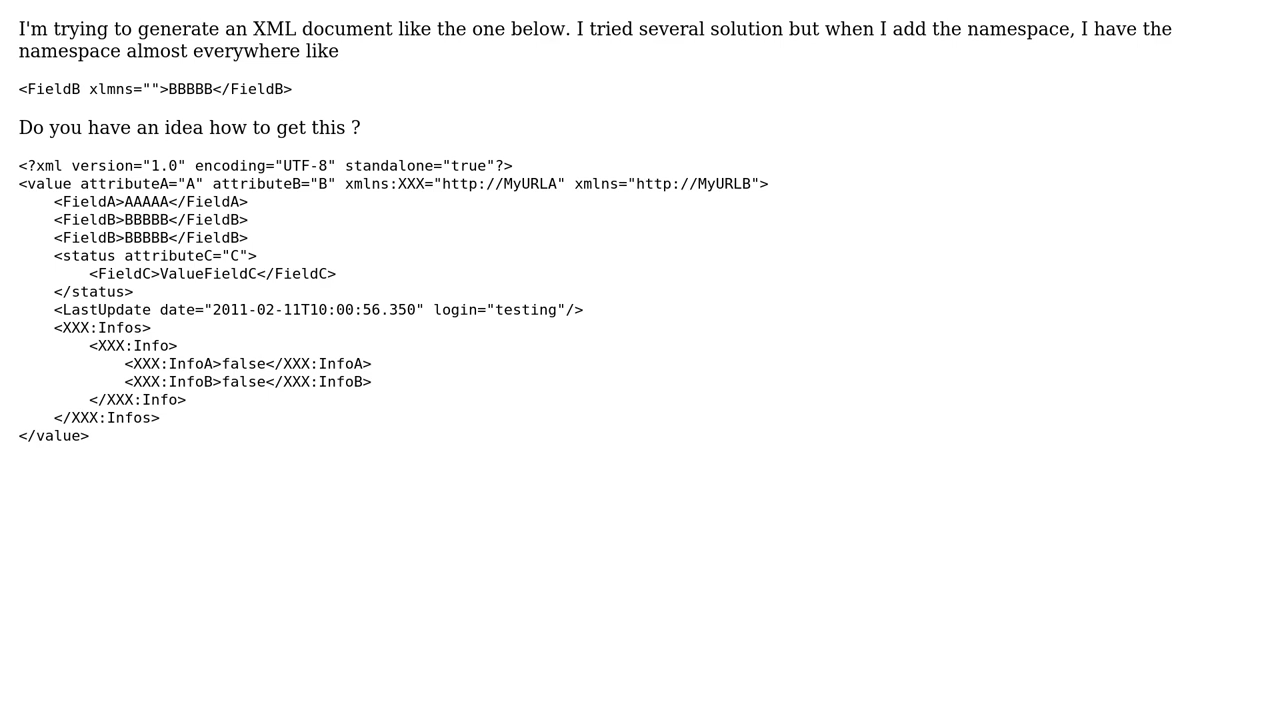 I'm trying to generate an XML document like the one below. I tried several solution but when I add the namespace, I have the
namespace almost everywhere like
<FieldB xlmns="">BBBBB</FieldB>
Do you have an idea how to get this ?
<?xml version="1.0" encoding="UTF-8" standalone="true"?>
<value attributeA="A" attributeB="B" xmlns:XXX="http://MyURLA" xmlns="http://MyURLB">
    <FieldA>AAAAA</FieldA>
    <FieldB>BBBBB</FieldB>
    <FieldB>BBBBB</FieldB>
    <status attributeC="C">
        <FieldC>ValueFieldC</FieldC>
    </status>
    <LastUpdate date="2011-02-11T10:00:56.350" login="testing"/>
    <XXX:Infos>
        <XXX:Info>
            <XXX:InfoA>false</XXX:InfoA>
            <XXX:InfoB>false</XXX:InfoB>
        </XXX:Info>
    </XXX:Infos>
</value>